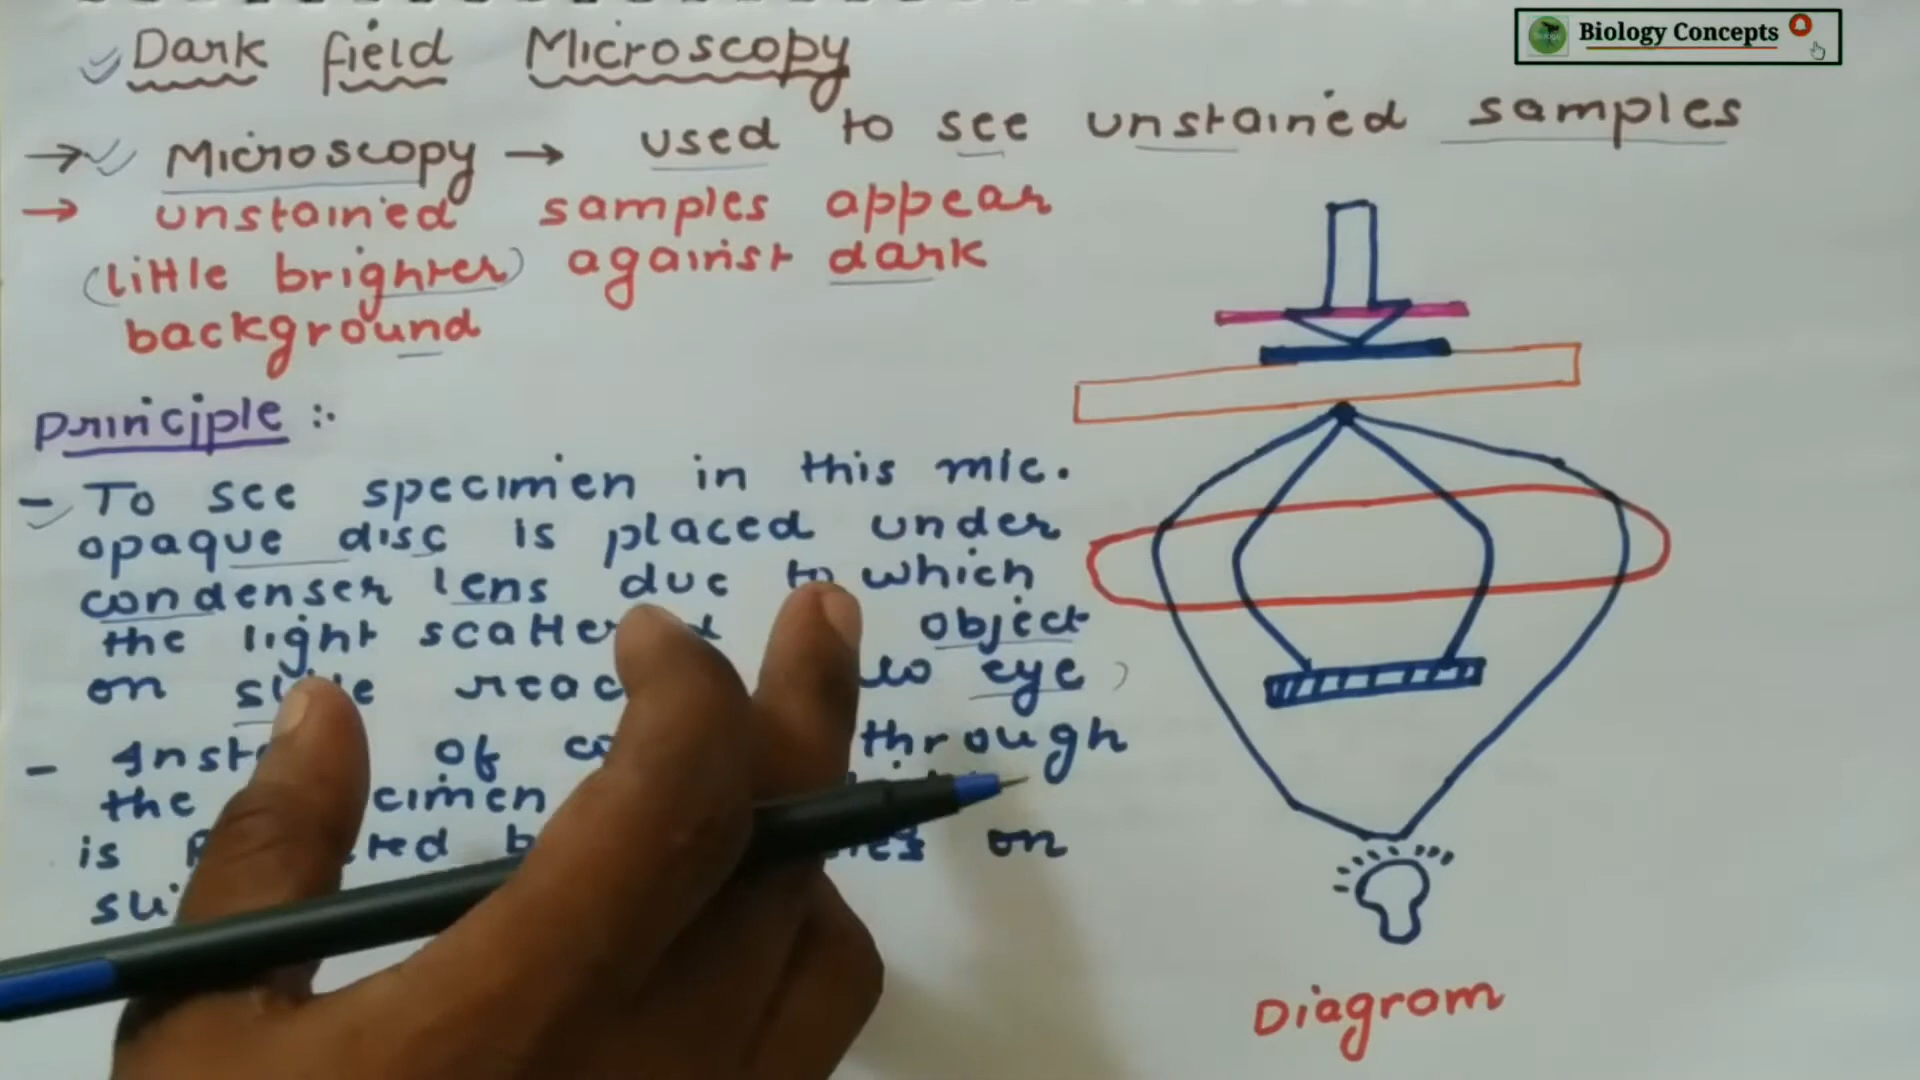 Dark field Microscopy
Biology Concepts
→ Microscopy → used to see unstained samples
→ unstained samples appear
(little brighter) against dark
background
Principle :-
- To see specimen in this mic.
opaque disc is placed under
condenser lens due to which
the light object
on eye
- of through
the
is on
Diagrom